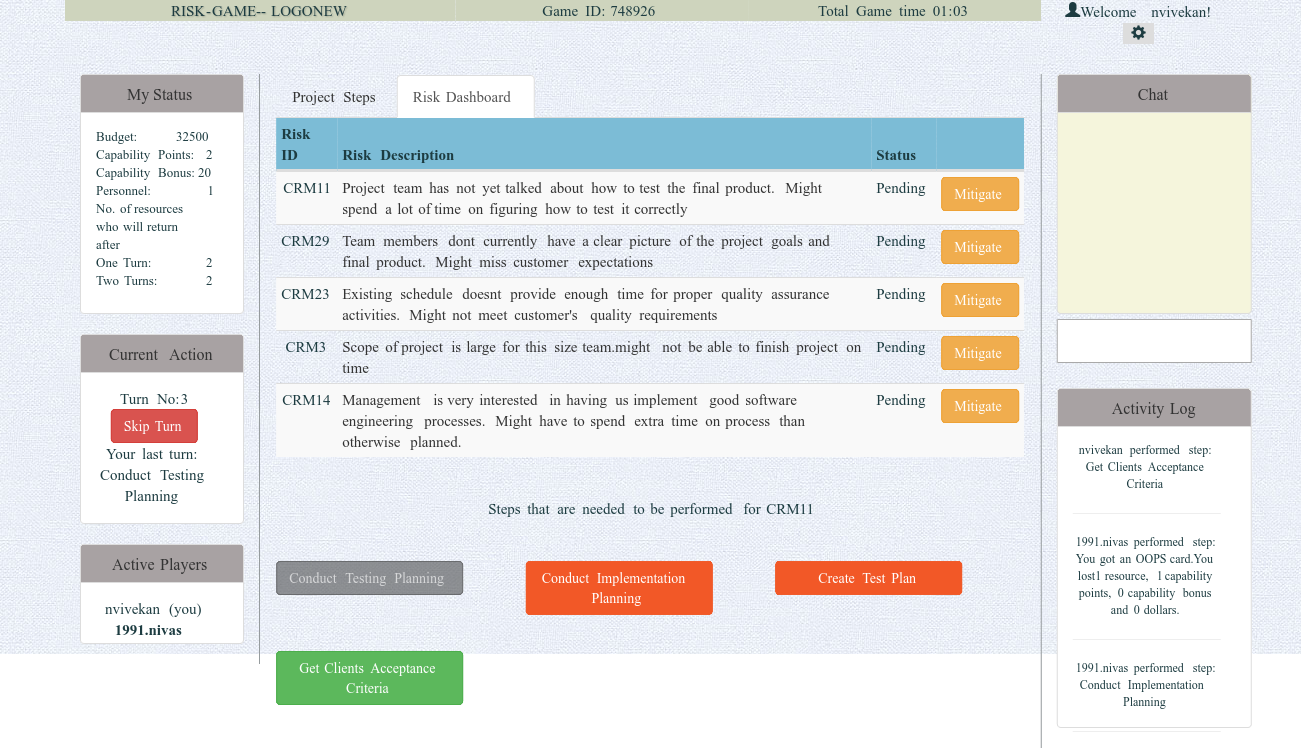 RISK-GAME-- LOGONEW Game ID: 748926 Total Game time 01:03
Welcome nvivekan!
My Status
Budget: 32500
Capability Points: 2
Capability Bonus: 20
Personnel: 1
No. of resources
who will return
after
One Turn: 2
Two Turns: 2
Current Action
Turn No:3
Skip Turn
Your last turn:
Conduct Testing
Planning
Active Players
nvivekan (you)
1991.nivas
Project Steps Risk Dashboard
Risk
ID Risk Description Status
CRM11 Project team has not yet talked about how to test the final product. Might Pending Mitigate
spend a lot of time on figuring how to test it correctly
CRM29 Team members dont currently have a clear picture of the project goals and Pending Mitigate
final product. Might miss customer expectations
CRM23 Existing schedule doesnt provide enough time for proper quality assurance Pending Mitigate
activities. Might not meet customer's quality requirements
CRM3 Scope of project is large for this size team.might not be able to finish project on Pending Mitigate
time
CRM14 Management is very interested in having us implement good software Pending Mitigate
engineering processes. Might have to spend extra time on process than
otherwise planned.
Steps that are needed to be performed for CRM11
Conduct Testing Planning
Conduct Implementation
Planning
Create Test Plan
Get Clients Acceptance
Criteria
Chat
Activity Log
nvivekan performed step:
Get Clients Acceptance
Criteria
1991.nivas performed step:
You got an OOPS card.You
lost1 resource, 1 capability
points, 0 capability bonus
and 0 dollars.
1991.nivas performed step:
Conduct Implementation
Planning